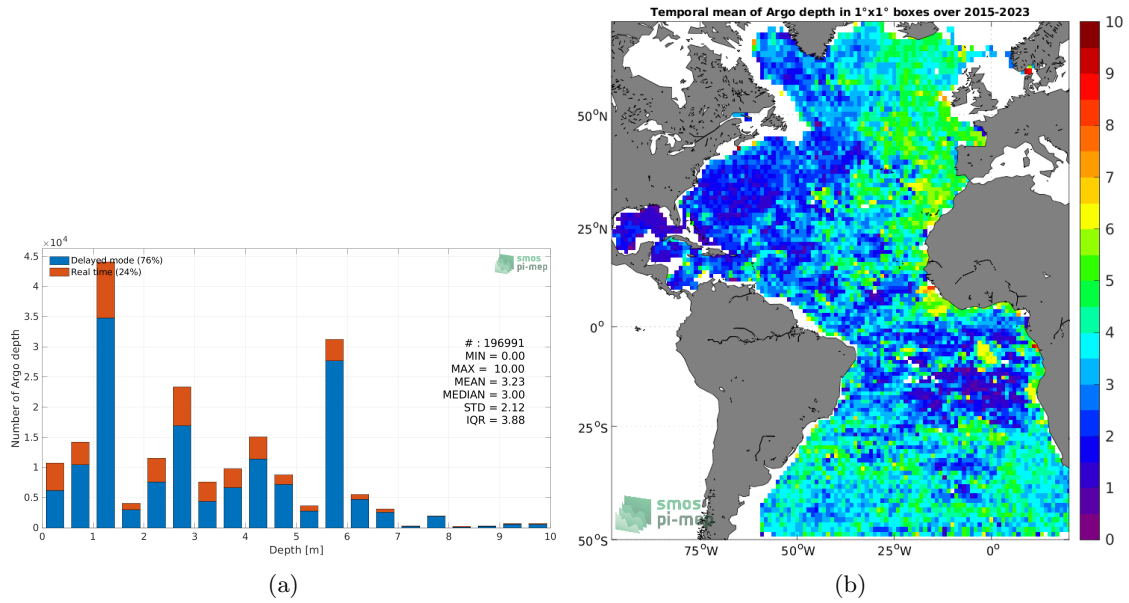 ×10⁴
4.5
4
3.5
3
2.5
2
1.5
1
0.5
0
Number of Argo depth
Delayed mode (76%)
Real time (24%)
smos
pi-mep
# : 196991
MIN = 0.00
MAX = 10.00
MEAN = 3.23
MEDIAN = 3.00
STD = 2.12
IQR = 3.88
0 1 2 3 4 5 6 7 8 9 10
Depth [m]
(a)
Temporal mean of Argo depth in 1°x1° boxes over 2015-2023
50°N
25°N
0°
25°S
50°S
75°W 50°W 25°W 0°
smos
pi-mep
10
9
8
7
6
5
4
3
2
1
0
(b)